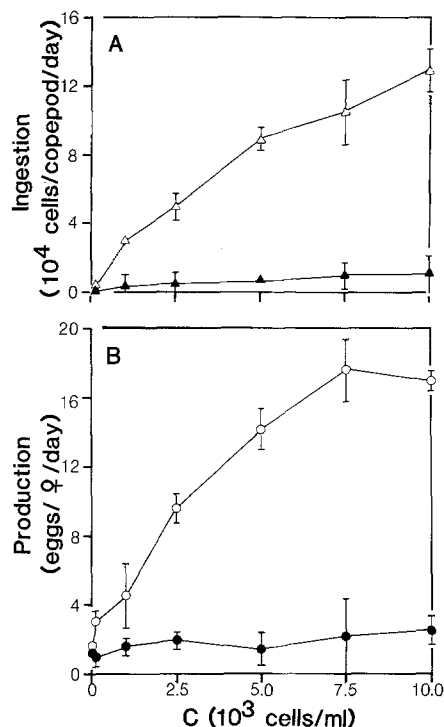 A
16
12
8
4
0
Ingestion
(10⁴ cells/copepod/day)
B
20
16
12
8
4
0
Production
(eggs/♀/day)
0 2.5 5.0 7.5 10.0
C (10³ cells/ml)